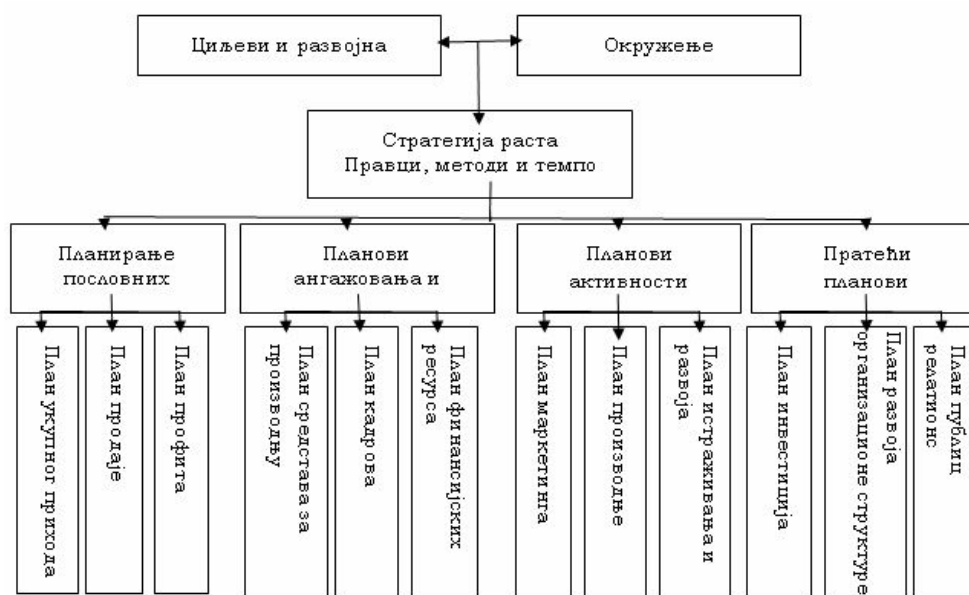 Циљеви и развојна
Окружење
Стратегија раста
Правци, методи и темпо
Планирање
пословних
Планови
ангажовања и
Планови
активности
Пратећи
планови
План укупног прихода
План продаје
План профита
План средстава за
производњу
План кадрова
План финансијских
ресурса
План маркетинга
План производње
План истраживања и
развоја
План инвестиција
План развоја
организационе структуре
План публиц
релатионс